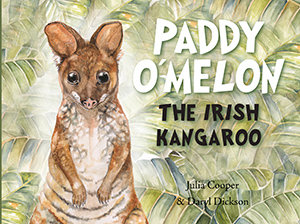 PADDY
O'MELON
THE IRISH
KANGAROO
Julia Cooper
& Daryl Dickson